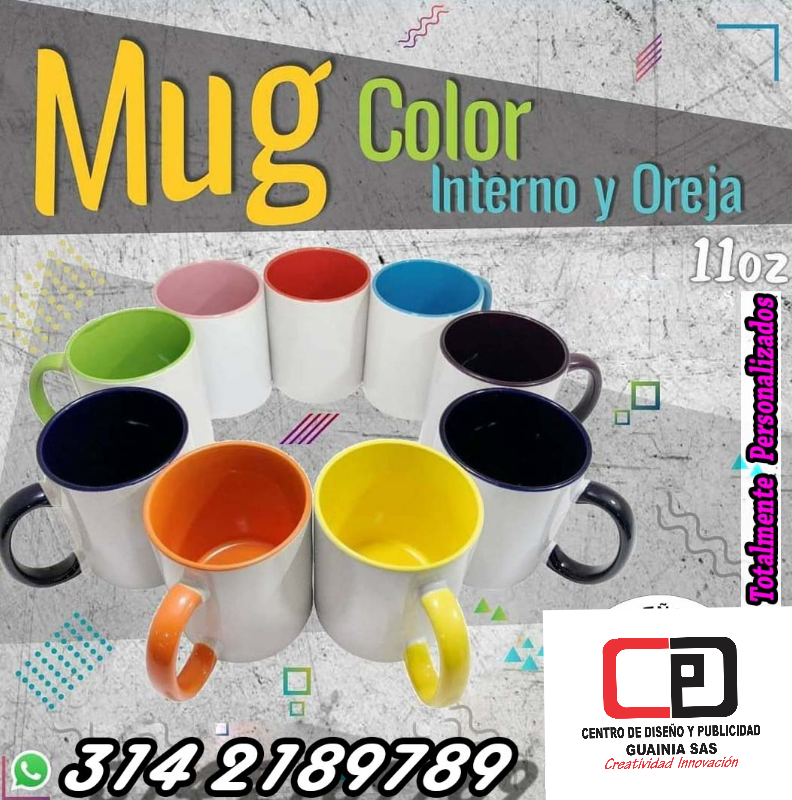 Mug
Color
Interno y Oreja
11oz
Totalmente Personalizados
CENTRO DE DISEÑO Y PUBLICIDAD
GUAINIA SAS
Creatividad Innovación
314 2189789